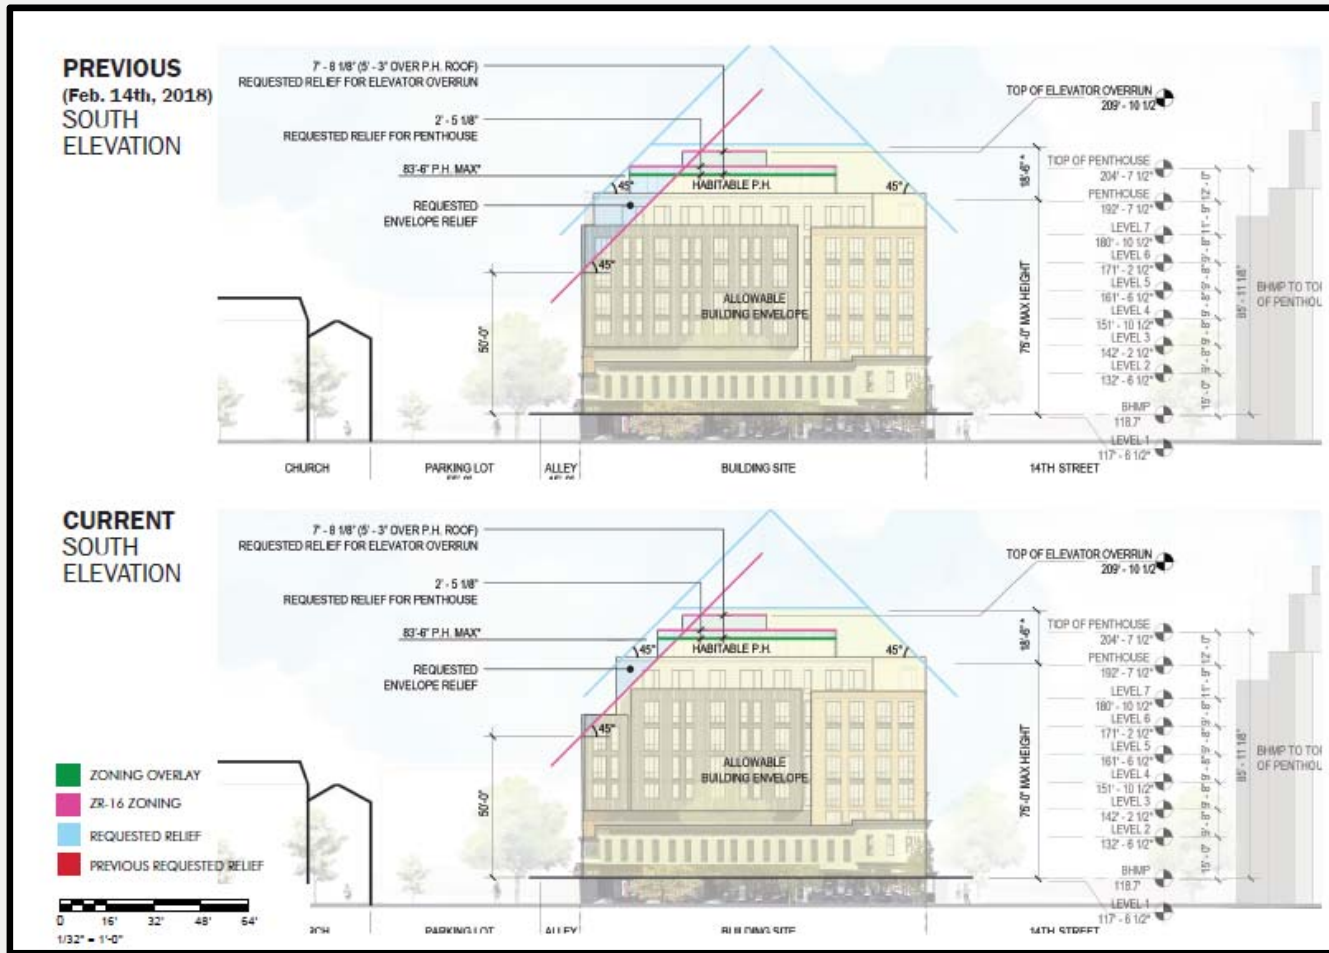 PREVIOUS
(Feb. 14th, 2018)
SOUTH
ELEVATION
7' - 8 1/8" (5' - 3" OVER P.H. ROOF)
REQUESTED RELIEF FOR ELEVATOR OVERRUN
2' - 5 1/8"
REQUESTED RELIEF FOR PENTHOUSE
83'-6" P.H. MAX*
REQUESTED
ENVELOPE RELIEF
45°
45°
45°
HABITABLE P.H.
ALLOWABLE
BUILDING ENVELOPE
50'-0"
TOP OF ELEVATOR OVERRUN
209' - 10 1/2
18'-6" *
75'-0" MAX HEIGHT
TIOP OF PENTHOUSE
204' - 7 1/2"
PENTHOUSE
192' - 7 1/2"
LEVEL 7
180' - 10 1/2"
LEVEL 6
171' - 2 1/2"
LEVEL 5
161' - 6 1/2"
LEVEL 4
151' - 10 1/2"
LEVEL 3
142' - 2 1/2"
LEVEL 2
132' - 6 1/2"
BHMP
118.7'
LEVEL 1
117' - 6 1/2"
12'- 0"
15'- 0"
85' - 11 1/8"
BHMP TO TO
OF PENTHOU
CHURCH
PARKING LOT
ALLEY
BUILDING SITE
14TH STREET
CURRENT
SOUTH
ELEVATION
7' - 8 1/8" (5' - 3" OVER P.H. ROOF)
REQUESTED RELIEF FOR ELEVATOR OVERRUN
2' - 5 1/8"
REQUESTED RELIEF FOR PENTHOUSE
83'-6" P.H. MAX*
REQUESTED
ENVELOPE RELIEF
45°
45°
45°
HABITABLE P.H.
ALLOWABLE
BUILDING ENVELOPE
50'-0"
TOP OF ELEVATOR OVERRUN
209' - 10 1/2
18'-6" *
75'-0" MAX HEIGHT
TIOP OF PENTHOUSE
204' - 7 1/2"
PENTHOUSE
192' - 7 1/2"
LEVEL 7
180' - 10 1/2"
LEVEL 6
171' - 2 1/2"
LEVEL 5
161' - 6 1/2"
LEVEL 4
151' - 10 1/2"
LEVEL 3
142' - 2 1/2"
LEVEL 2
132' - 6 1/2"
BHMP
118.7'
LEVEL 1
117' - 6 1/2"
12'- 0"
15'- 0"
85' - 11 1/8"
BHMP TO TO
OF PENTHOU
ZONING OVERLAY
ZR-16 ZONING
REQUESTED RELIEF
PREVIOUS REQUESTED RELIEF
0 16' 32' 48' 64'
1/32" = 1'-0"
RCH
PARKING LOT
ALLEY
BUILDING SITE
14TH STREET